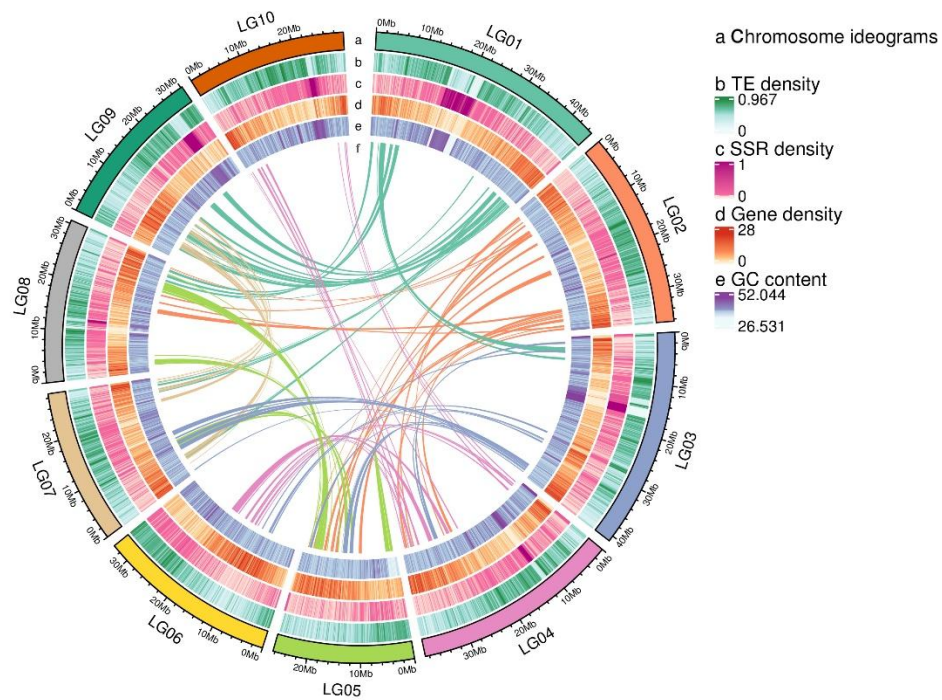 LG10
20Mb
10Mb
0Mb
a
b
c
d
e
f
0Mb
10Mb
LG01
20Mb
30Mb
40Mb
0Mb
10Mb
LG02
20Mb
30Mb
0Mb
10Mb
LG03
20Mb
30Mb
40Mb
0Mb
10Mb
LG04
20Mb
30Mb
0Mb
10Mb
20Mb
LG05
0Mb
10Mb
LG06
20Mb
30Mb
0Mb
10Mb
LG07
20Mb
0Mb
10Mb
LG08
20Mb
30Mb
0Mb
10Mb
LG09
20Mb
30Mb
a Chromosome ideograms
b TE density
0.967
0
c SSR density
1
0
d Gene density
28
0
e GC content
52.044
26.531